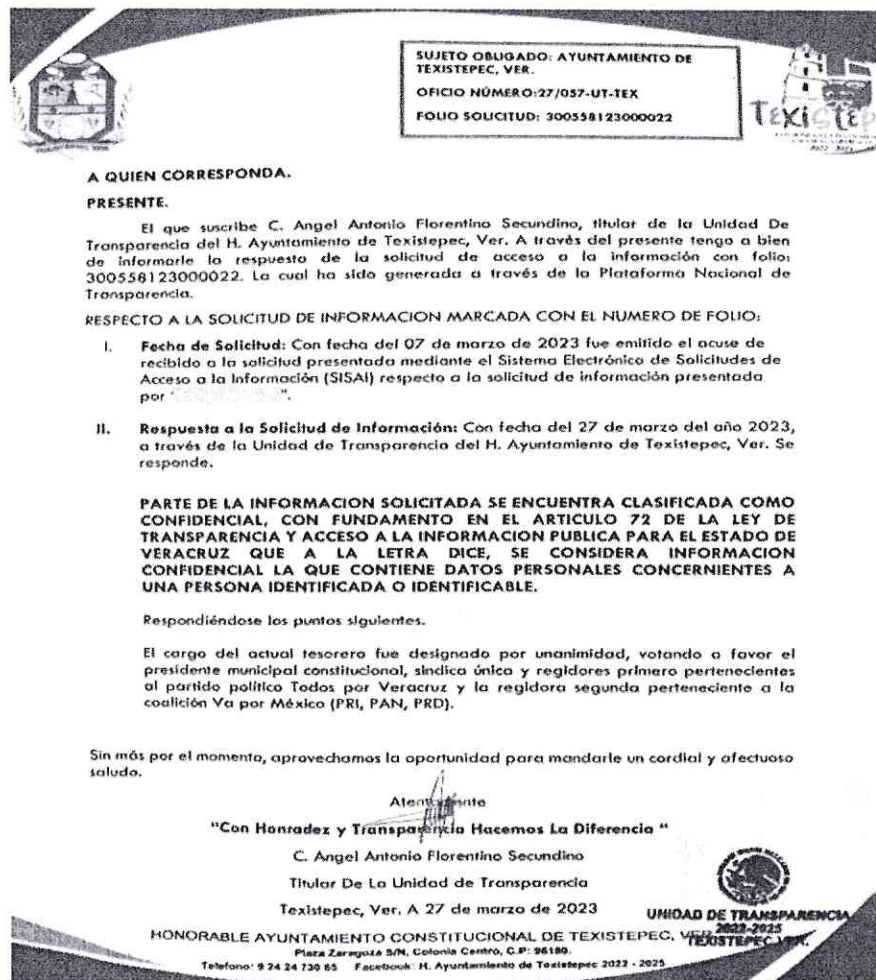 SUJETO OBLIGADO: AYUNTAMIENTO DE
TEXISTEPEC, VER.
OFICIO NÚMERO:27/057-UT-TEX
FOLIO SOLICITUD: 300558123000022
TEXISTEP
2022 - 2025
A QUIEN CORRESPONDA.
PRESENTE.
El que suscribe C. Angel Antonio Florentino Secundino, titular de la Unidad De
Transparencia del H. Ayuntamiento de Texistepec, Ver. A través del presente tengo a bien
de informarle la respuesta de la solicitud de acceso a la información con folio:
300558123000022. La cual ha sido generada a través de la Plataforma Nacional de
Transparencia.
RESPECTO A LA SOLICITUD DE INFORMACION MARCADA CON EL NUMERO DE FOLIO:
I. Fecha de Solicitud: Con fecha del 07 de marzo de 2023 fue emitido el acuse de
recibido a la solicitud presentada mediante el Sistema Electrónico de Solicitudes de
Acceso a la Información (SISAI) respecto a la solicitud de información presentada
por " ".
II. Respuesta a la Solicitud de Información: Con fecha del 27 de marzo del año 2023,
a través de la Unidad de Transparencia del H. Ayuntamiento de Texistepec, Ver. Se
responde.
PARTE DE LA INFORMACION SOLICITADA SE ENCUENTRA CLASIFICADA COMO
CONFIDENCIAL, CON FUNDAMENTO EN EL ARTICULO 72 DE LA LEY DE
TRANSPARENCIA Y ACCESO A LA INFORMACION PUBLICA PARA EL ESTADO DE
VERACRUZ QUE A LA LETRA DICE, SE CONSIDERA INFORMACION
CONFIDENCIAL LA QUE CONTIENE DATOS PERSONALES CONCERNIENTES A
UNA PERSONA IDENTIFICADA O IDENTIFICABLE.
Respondiéndose los puntos siguientes.
El cargo del actual tesorero fue designado por unanimidad, votando a favor el
presidente municipal constitucional, sindica única y regidores primero pertenecientes
al partido político Todos por Veracruz y la regidora segunda perteneciente a la
coalición Va por México (PRI, PAN, PRD).
Sin más por el momento, aprovechamos la oportunidad para mandarle un cordial y afectuoso
saludo.
Atentamente
"Con Honradez y Transparencia Hacemos La Diferencia "
C. Angel Antonio Florentino Secundino
Titular De La Unidad de Transparencia
Texistepec, Ver. A 27 de marzo de 2023
UNIDAD DE TRANSPARENCIA
2022-2025
TEXISTEPEC, VER.
HONORABLE AYUNTAMIENTO CONSTITUCIONAL DE TEXISTEPEC, VER.
Plaza Zaragoza S/N, Colonia Centro, C.P: 96180.
Telefono: 9 24 24 730 65 Facebook: H. Ayuntamiento de Texistepec 2022 - 2025